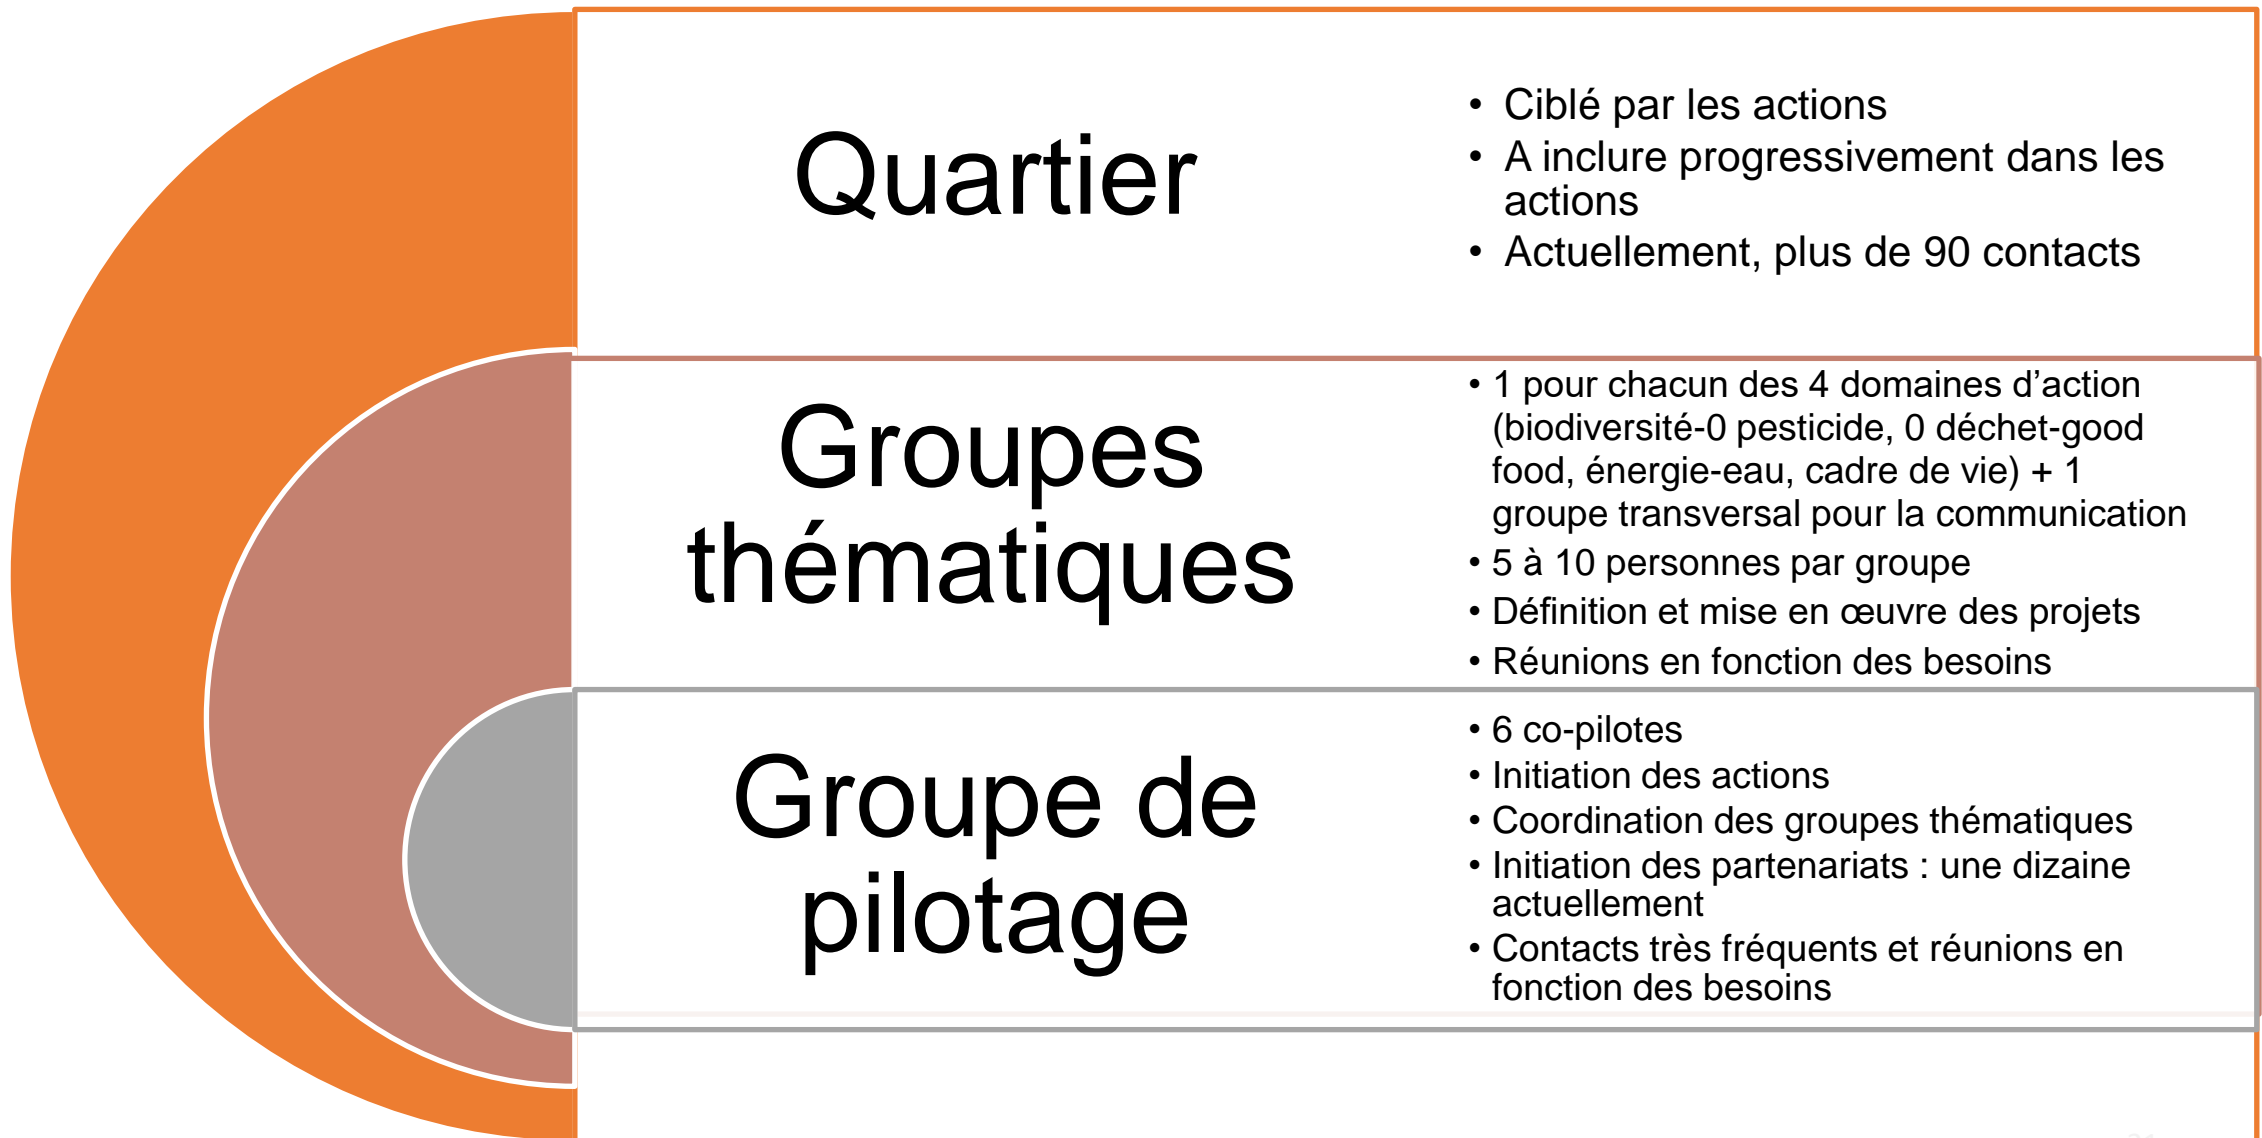 Quartier
• Ciblé par les actions
• A inclure progressivement dans les
actions
• Actuellement, plus de 90 contacts
Groupes
thématiques
• 1 pour chacun des 4 domaines d’action
(biodiversité-0 pesticide, 0 déchet-good
food, énergie-eau, cadre de vie) + 1
groupe transversal pour la communication
• 5 à 10 personnes par groupe
• Définition et mise en œuvre des projets
• Réunions en fonction des besoins
Groupe de
pilotage
• 6 co-pilotes
• Initiation des actions
• Coordination des groupes thématiques
• Initiation des partenariats : une dizaine
actuellement
• Contacts très fréquents et réunions en
fonction des besoins